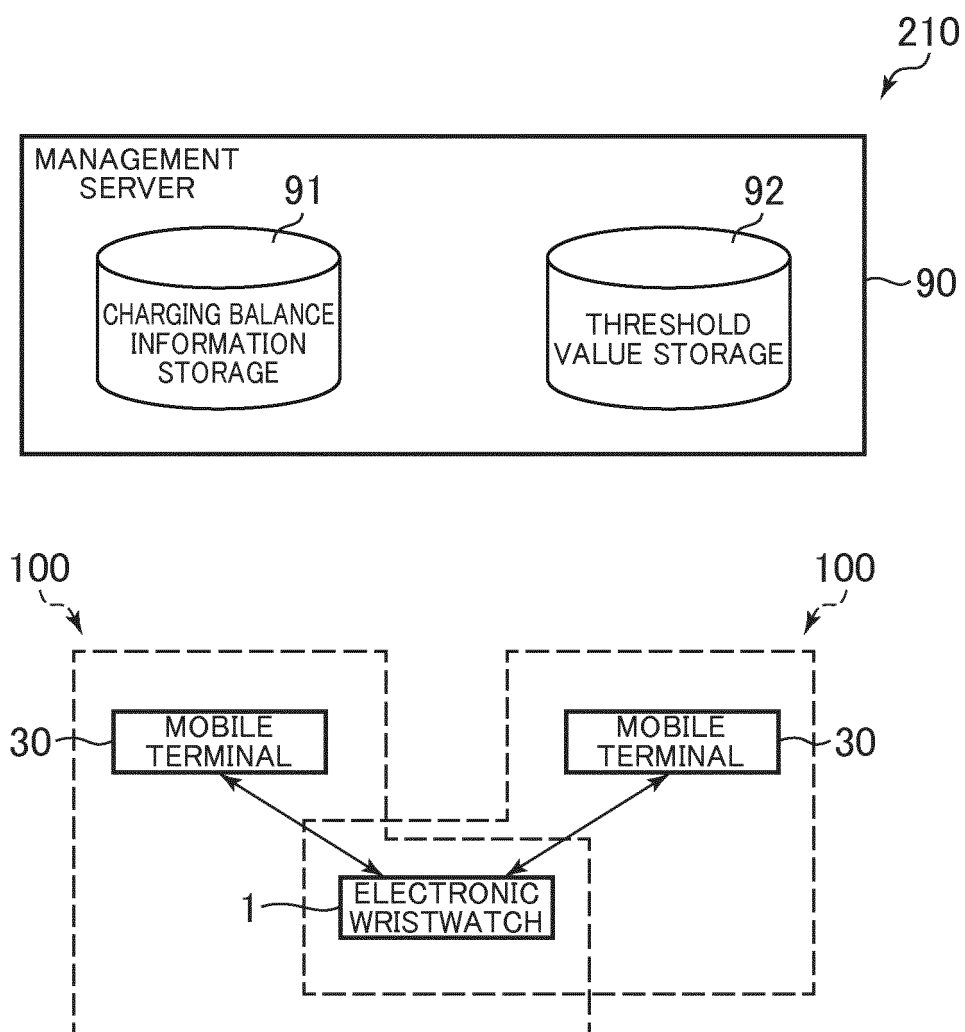 210
MANAGEMENT
SERVER
91
92
90
CHARGING BALANCE
INFORMATION
STORAGE
THRESHOLD
VALUE STORAGE
100
100
30
MOBILE
TERMINAL
MOBILE
TERMINAL
30
1
ELECTRONIC
WRISTWATCH